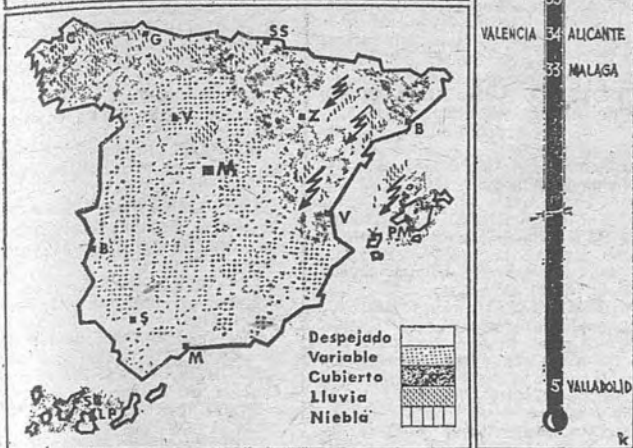 C
G
SS
V
Z
B
M
V
PM
B
S
M
LP
Despejado
Variable
Cubierto
Lluvia
Niebla
VALENCIA 34 ALICANTE
33 MALAGA
5 VALLADOLID